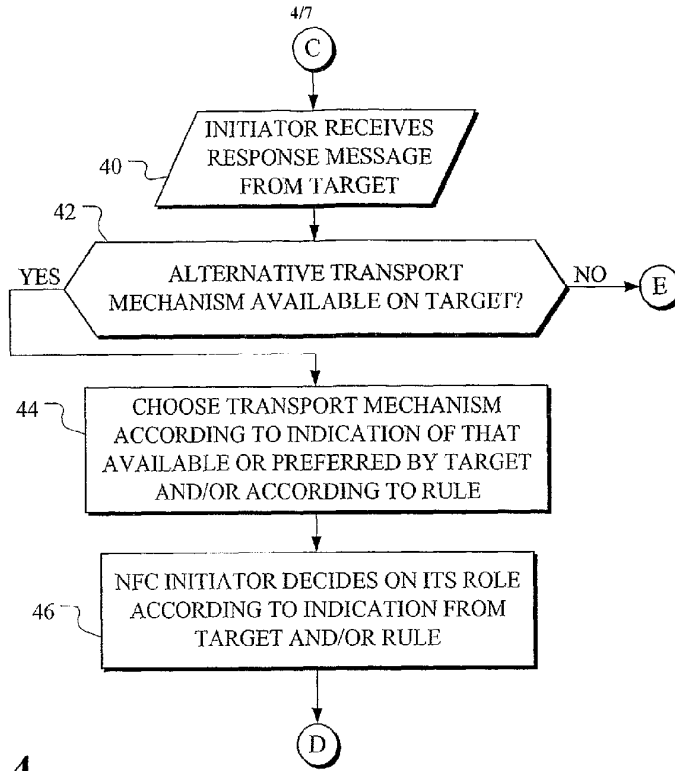 4/7
C
INITIATOR RECEIVES
RESPONSE MESSAGE
FROM TARGET
40
42
YES
ALTERNATIVE TRANSPORT
MECHANISM AVAILABLE ON TARGET?
NO
E
44
CHOOSE TRANSPORT MECHANISM
ACCORDING TO INDICATION OF THAT
AVAILABLE OR PREFERRED BY TARGET
AND/OR ACCORDING TO RULE
NFC INITIATOR DECIDES ON ITS ROLE
ACCORDING TO INDICATION FROM
TARGET AND/OR RULE
46
D